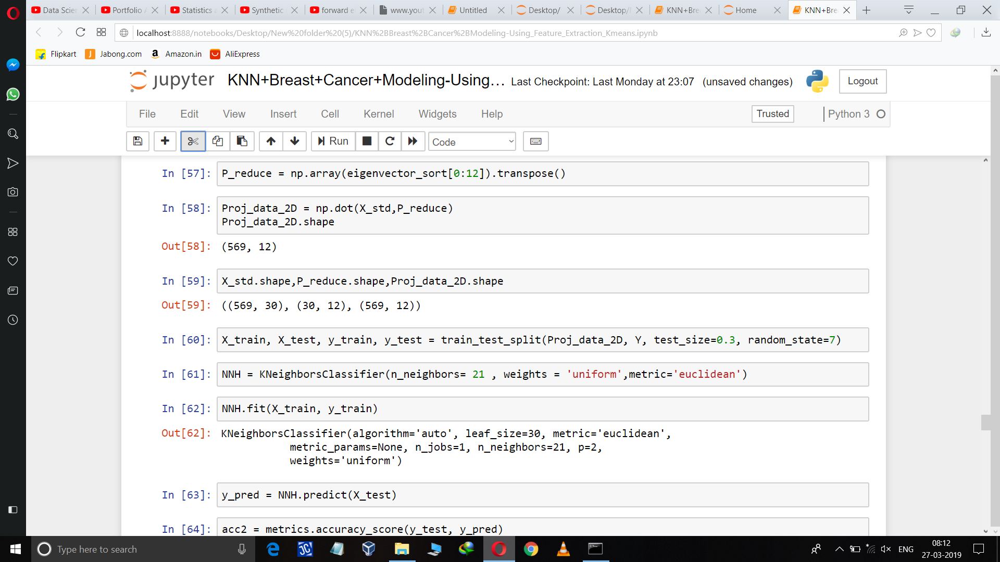 Data Scien
Portfolio A
Statistics a
Synthetic
forward e
www.yout
Untitled
Desktop/
Desktop/
KNN+Bre
Home
KNN+Bre
localhost:8888/notebooks/Desktop/New%20folder%20(5)/KNN%2BBreast%2BCancer%2BModeling-Using_Feature_Extraction_Kmeans.ipynb
Flipkart
Jabong.com
Amazon.in
AliExpress
jupyter KNN+Breast+Cancer+Modeling-Using... Last Checkpoint: Last Monday at 23:07 (unsaved changes)
Logout
File Edit View Insert Cell Kernel Widgets Help
Trusted
Python 3
Run
Code
In [57]: P_reduce = np.array(eigenvector_sort[0:12]).transpose()
In [58]: Proj_data_2D = np.dot(X_std,P_reduce)
Proj_data_2D.shape
Out[58]: (569, 12)
In [59]: X_std.shape,P_reduce.shape,Proj_data_2D.shape
Out[59]: ((569, 30), (30, 12), (569, 12))
In [60]: X_train, X_test, y_train, y_test = train_test_split(Proj_data_2D, Y, test_size=0.3, random_state=7)
In [61]: NNH = KNeighborsClassifier(n_neighbors= 21 , weights = 'uniform',metric='euclidean')
In [62]: NNH.fit(X_train, y_train)
Out[62]: KNeighborsClassifier(algorithm='auto', leaf_size=30, metric='euclidean',
metric_params=None, n_jobs=1, n_neighbors=21, p=2,
weights='uniform')
In [63]: y_pred = NNH.predict(X_test)
In [64]: acc2 = metrics.accuracy_score(y_test, y_pred)
Type here to search
ENG
08:12
27-03-2019